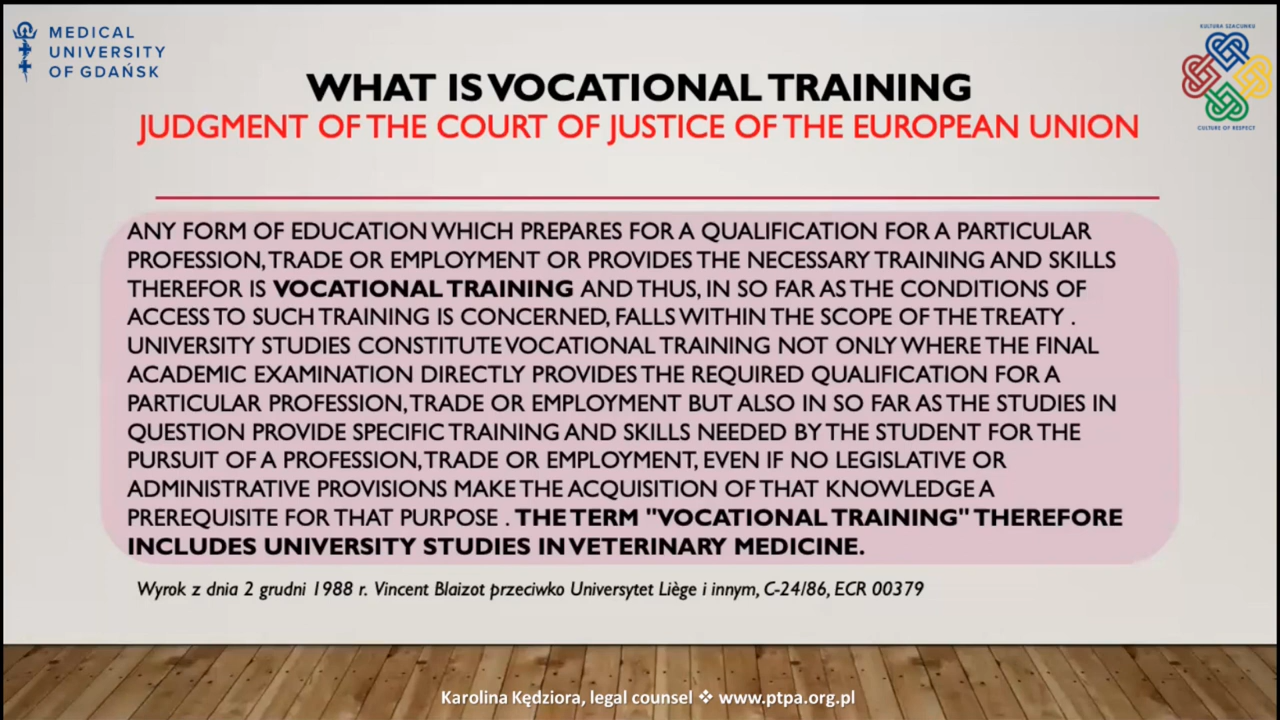 MEDICAL
UNIVERSITY
OF GDAŃSK
KULTURA SZACUNKU
CULTURE OF RESPECT
WHAT IS VOCATIONAL TRAINING
JUDGMENT OF THE COURT OF JUSTICE OF THE EUROPEAN UNION
ANY FORM OF EDUCATION WHICH PREPARES FOR A QUALIFICATION FOR A PARTICULAR
PROFESSION, TRADE OR EMPLOYMENT OR PROVIDES THE NECESSARY TRAINING AND SKILLS
THEREFOR IS VOCATIONAL TRAINING AND THUS, IN SO FAR AS THE CONDITIONS OF
ACCESS TO SUCH TRAINING IS CONCERNED, FALLS WITHIN THE SCOPE OF THE TREATY .
UNIVERSITY STUDIES CONSTITUTE VOCATIONAL TRAINING NOT ONLY WHERE THE FINAL
ACADEMIC EXAMINATION DIRECTLY PROVIDES THE REQUIRED QUALIFICATION FOR A
PARTICULAR PROFESSION, TRADE OR EMPLOYMENT BUT ALSO IN SO FAR AS THE STUDIES IN
QUESTION PROVIDE SPECIFIC TRAINING AND SKILLS NEEDED BY THE STUDENT FOR THE
PURSUIT OF A PROFESSION, TRADE OR EMPLOYMENT, EVEN IF NO LEGISLATIVE OR
ADMINISTRATIVE PROVISIONS MAKE THE ACQUISITION OF THAT KNOWLEDGE A
PREREQUISITE FOR THAT PURPOSE . THE TERM "VOCATIONAL TRAINING" THEREFORE
INCLUDES UNIVERSITY STUDIES IN VETERINARY MEDICINE.
Wyrok z dnia 2 grudni 1988 r. Vincent Blaizot przeciwko Universytet Liège i innym, C-24/86, ECR 00379
Karolina Kędziora, legal counsel ❖ www.ptpa.org.pl